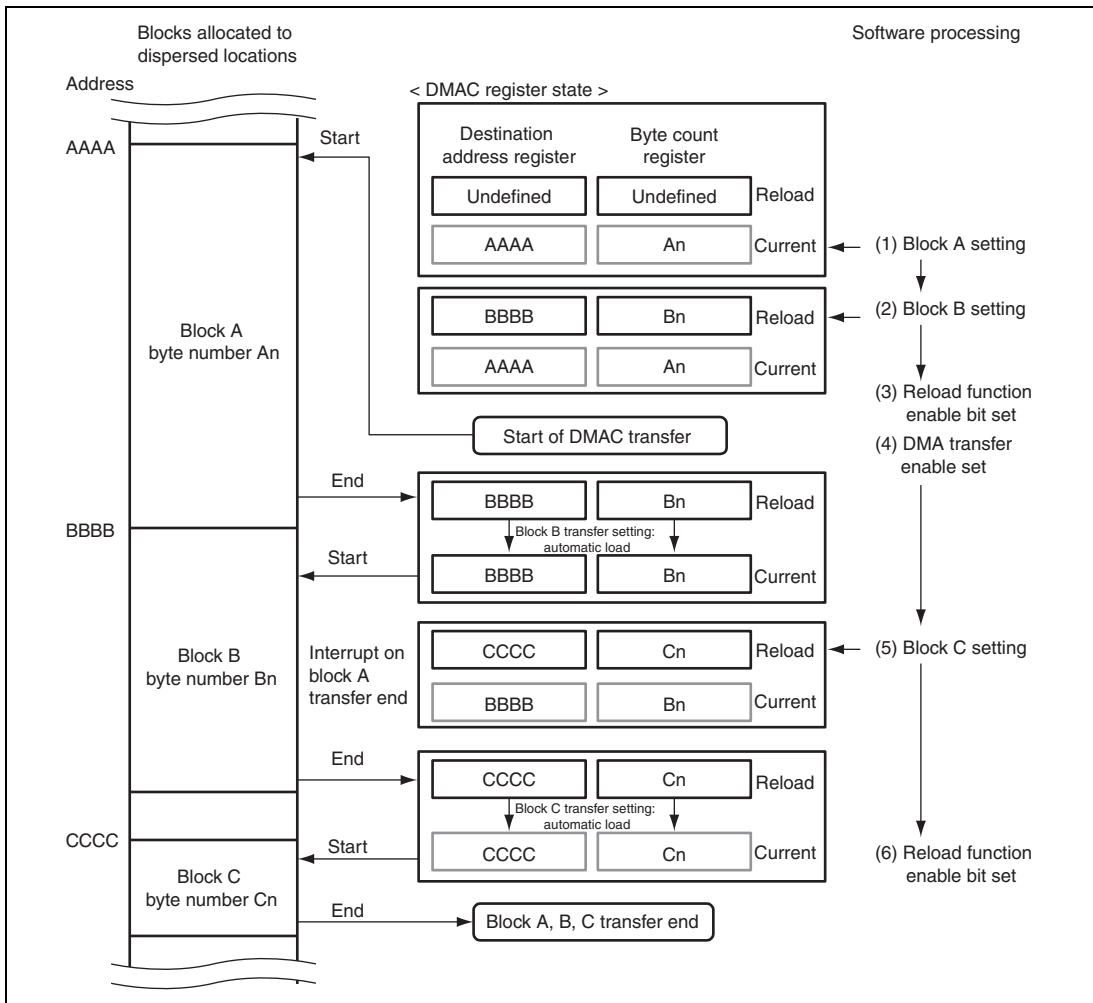 Blocks allocated to
dispersed locations
Software processing
Address
< DMAC register state >
Destination
address register
Byte count
register
AAAA
Start
Undefined
Undefined
Reload
AAAA
An
Current
(1) Block A setting
BBBB
Bn
Reload
(2) Block B setting
Block A
byte number An
AAAA
An
Current
(3) Reload function
enable bit set
Start of DMAC transfer
(4) DMA transfer
enable set
End
BBBB
Bn
Reload
BBBB
Block B transfer setting:
automatic load
Start
BBBB
Bn
Current
Block B
byte number Bn
Interrupt on
block A
transfer end
CCCC
Cn
Reload
(5) Block C setting
BBBB
Bn
Current
End
CCCC
Cn
Reload
Block C transfer setting:
automatic load
CCCC
Start
CCCC
Cn
Current
(6) Reload function
enable bit set
Block C
byte number Cn
End
Block A, B, C transfer end